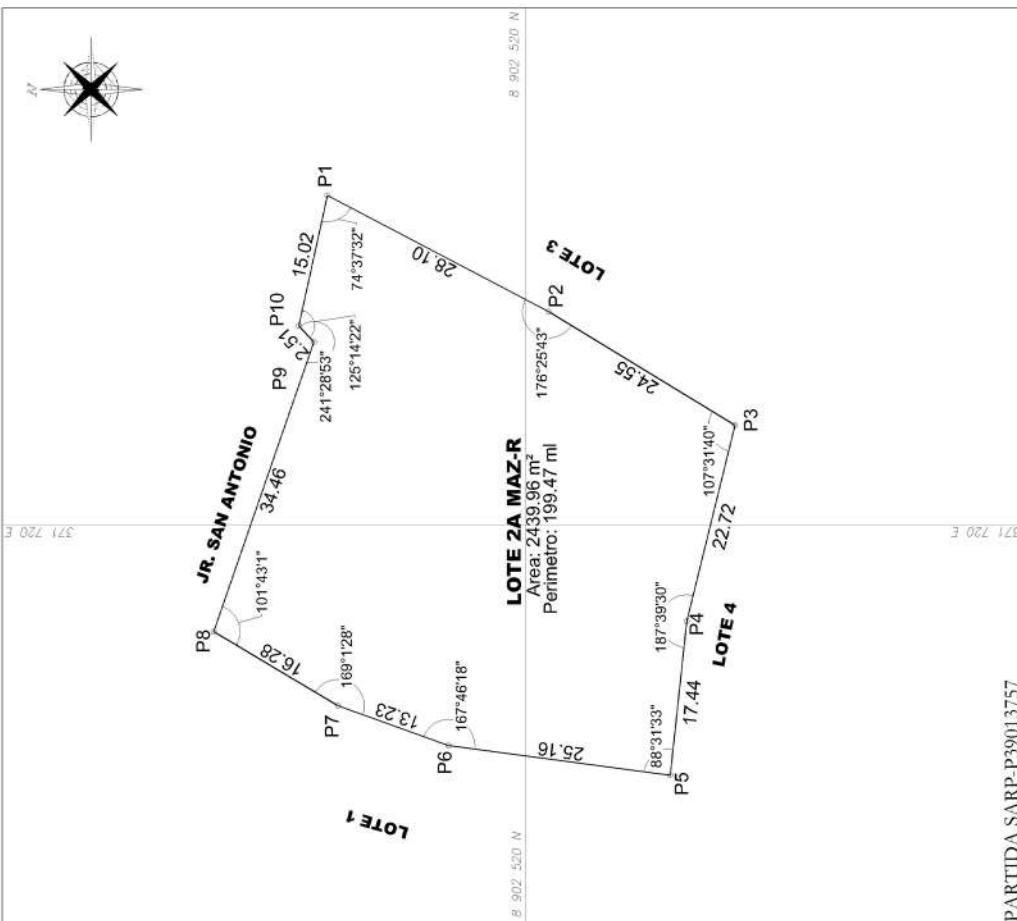 N
8 902 520 N
P1
15.02
P10
74°37'32"
28.10
LOTE 3
P2
2.51
P9
125°14'22"
241°28'53"
176°25'43"
24.55
JR. SAN ANTONIO
34.46
P3
107°31'40"
371 720 E
LOTE 2A MAZ-R
Area: 2439.96 m²
Perimetro: 199.47 ml
22.72
371 720 E
P8
101°43'1"
187°39'30"
P4
LOTE 4
16.28
169°1'28"
P7
13.23
167°46'18"
P6
25.16
88°31'33"
17.44
P5
LOTE 1
8 902 520 N
PARTIDA SARP-P39013757